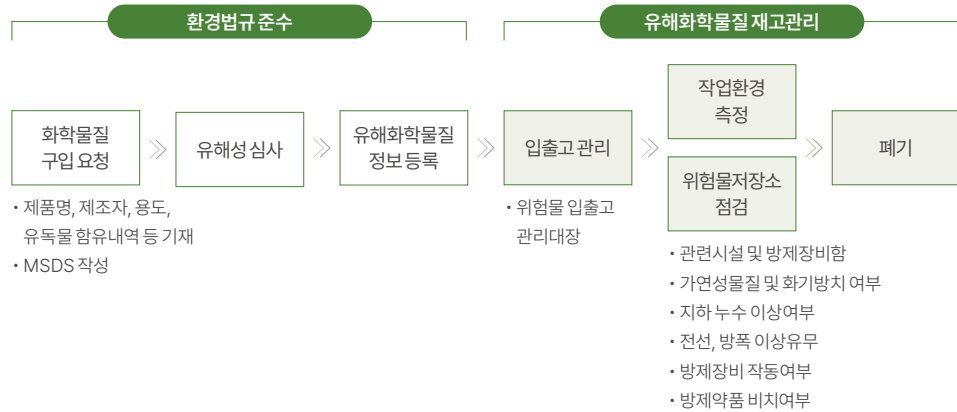 환경법규 준수
유해화학물질 재고관리
화학물질
구입 요청
유해성 심사
유해화학물질
정보 등록
입출고 관리
작업환경
측정
위험물저장소
점검
폐기
• 제품명, 제조자, 용도,
유독물 함유내역 등 기재
• MSDS 작성
• 위험물 입출고
관리대장
• 관련시설 및 방제장비함
• 가연성물질 및 화기방치 여부
• 지하 누수 이상여부
• 전선, 방폭 이상유무
• 방제장비 작동여부
• 방제약품 비치여부